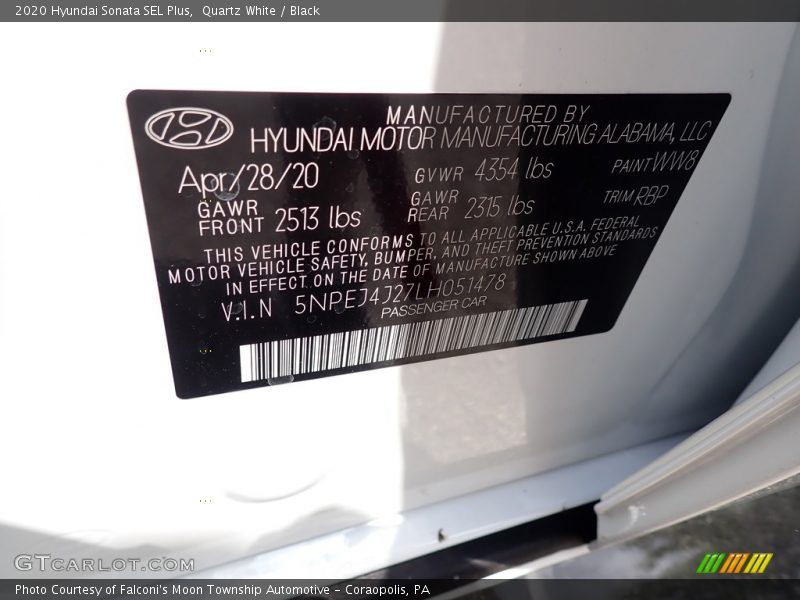 2020 Hyundai Sonata SEL Plus,  Quartz White / Black
MANUFACTURED BY
HYUNDAI MOTOR MANUFACTURING ALABAMA, LLC
Apr/28/20 GVWR 4354 lbs PAINT WW8
GAWR FRONT 2513 lbs GAWR REAR 2315 lbs TRIM RBP
THIS VEHICLE CONFORMS TO ALL APPLICABLE U.S.A. FEDERAL
MOTOR VEHICLE SAFETY, BUMPER, AND THEFT PREVENTION STANDARDS
IN EFFECT ON THE DATE OF MANUFACTURE SHOWN ABOVE
V.I.N 5NPEJ4J27LH051478
PASSENGER CAR
GTCARLOT.COM
Photo Courtesy of Falconi's Moon Township Automotive – Coraopolis, PA